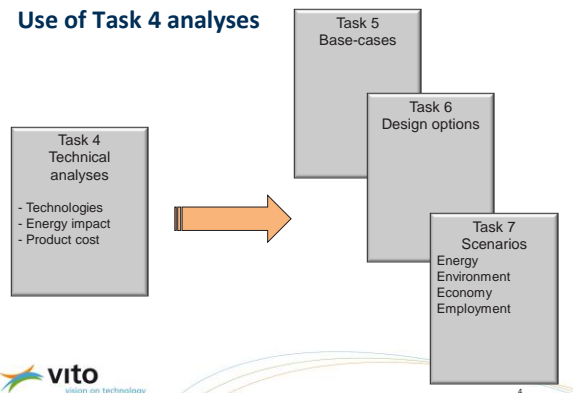 Use of Task 4 analyses
Task 4
Technical
analyses
- Technologies
- Energy impact
- Product cost
Task 5
Base-cases
Task 6
Design options
Task 7
Scenarios
Energy
Environment
Economy
Employment
vito
vision on technology
4